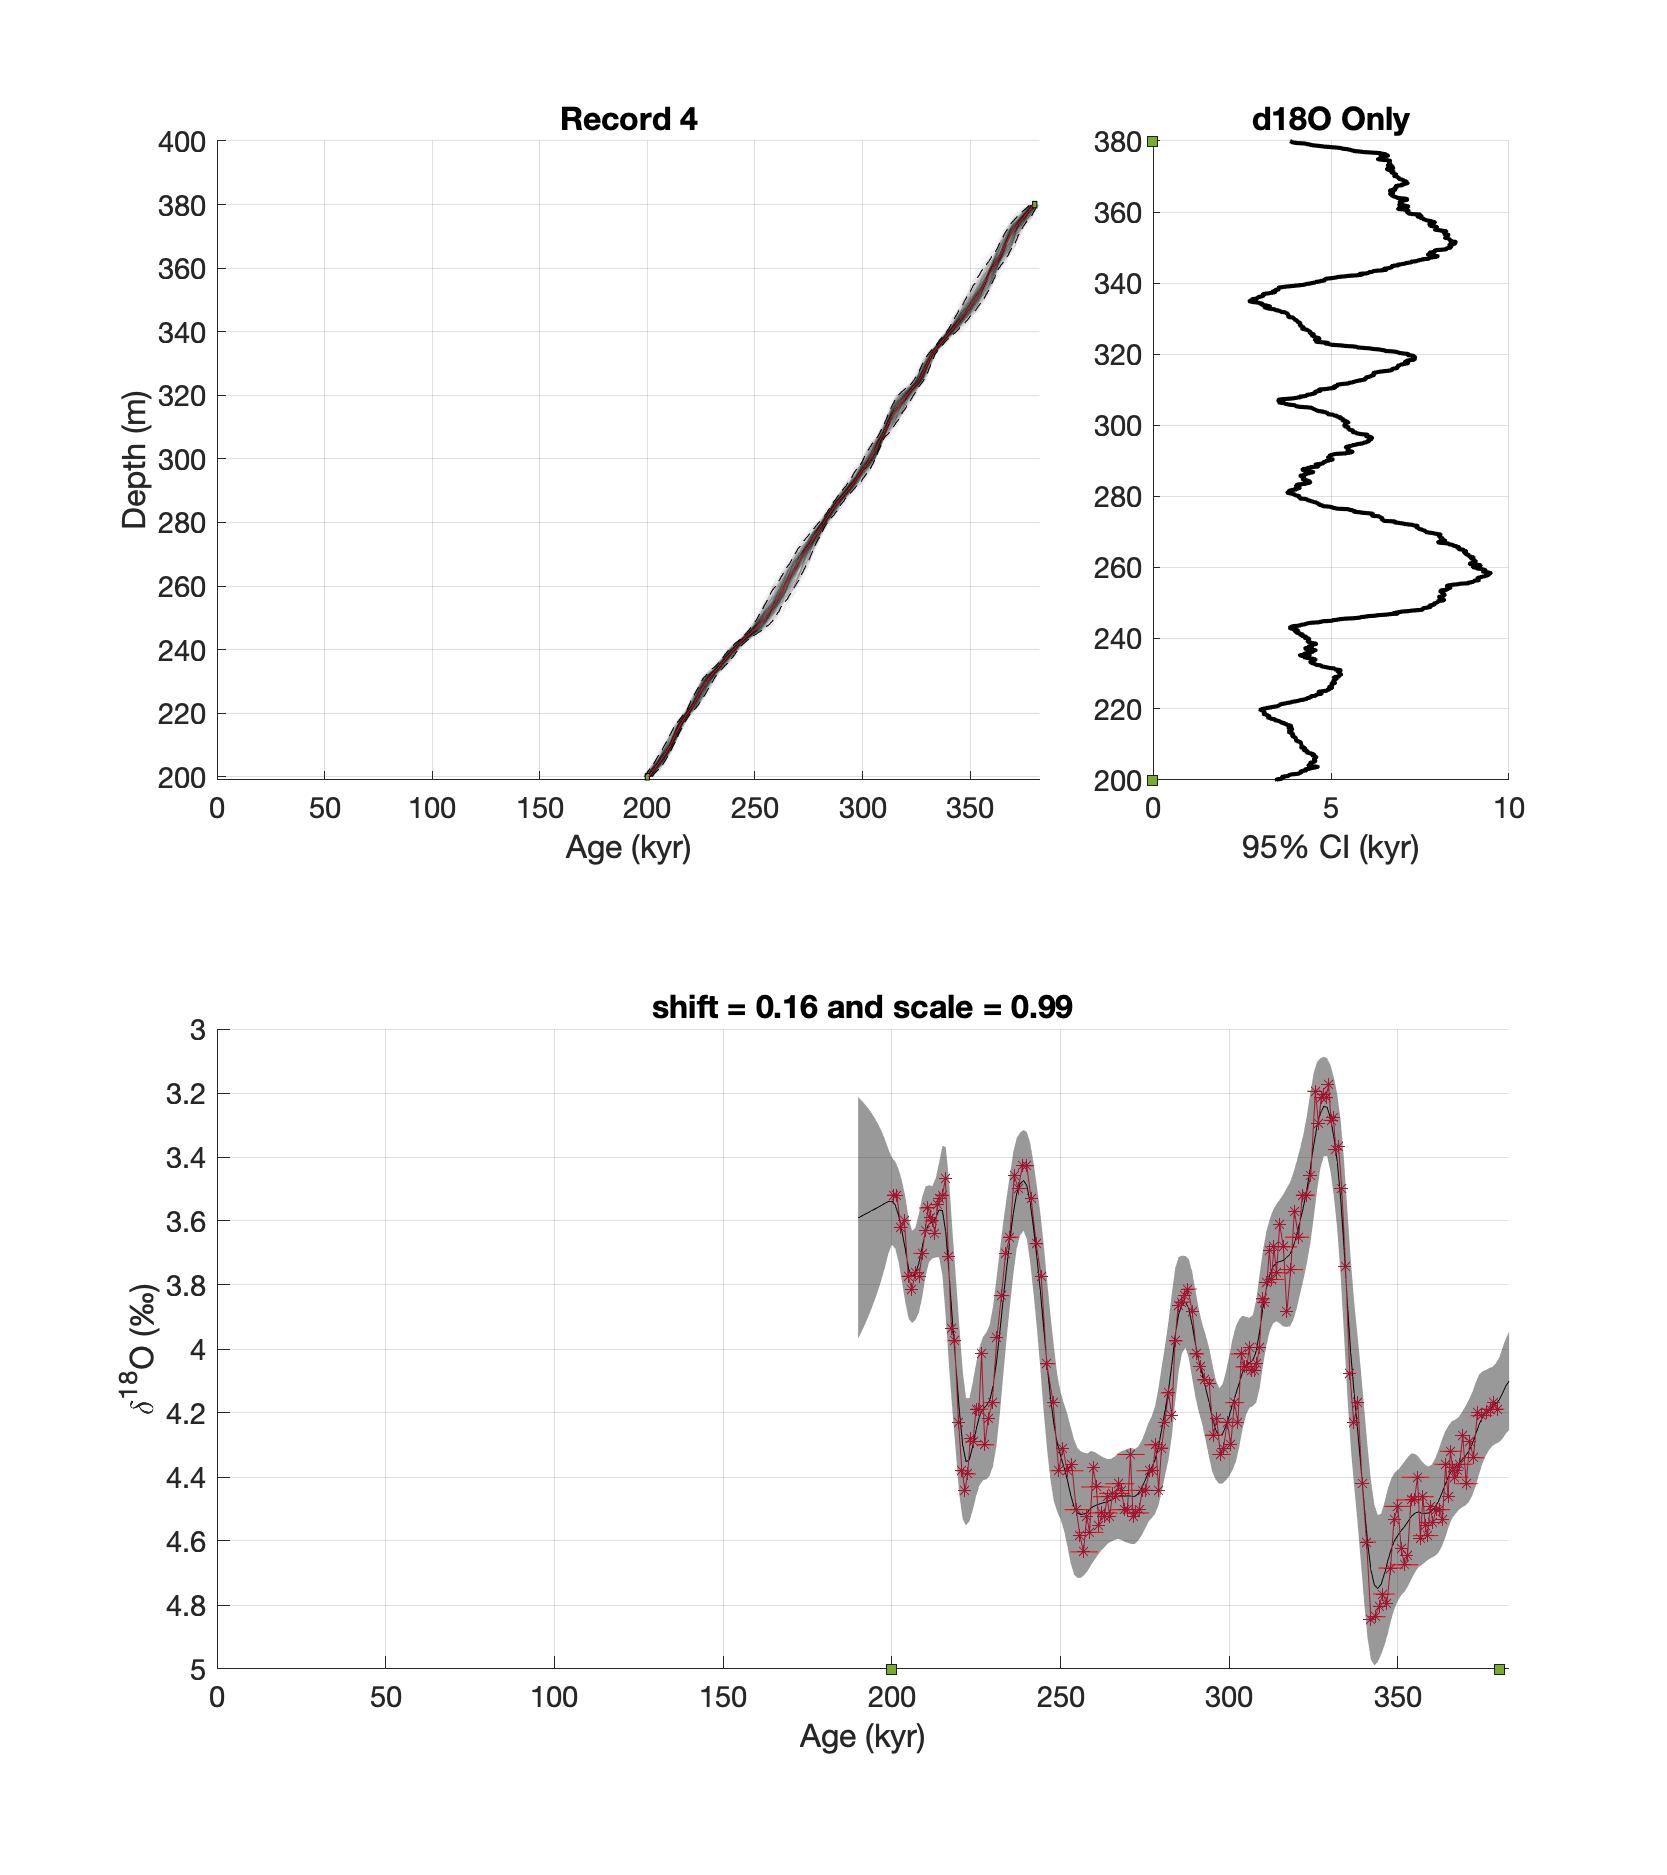 Record 4
400
380
360
340
320
300
280
260
240
220
200
Depth (m)
0 50 100 150 200 250 300 350
Age (kyr)
d18O Only
380
360
340
320
300
280
260
240
220
200
0 5 10
95% CI (kyr)
shift = 0.16 and scale = 0.99
3
3.2
3.4
3.6
3.8
4
4.2
4.4
4.6
4.8
5
δ¹⁸O (‰)
0 50 100 150 200 250 300 350
Age (kyr)